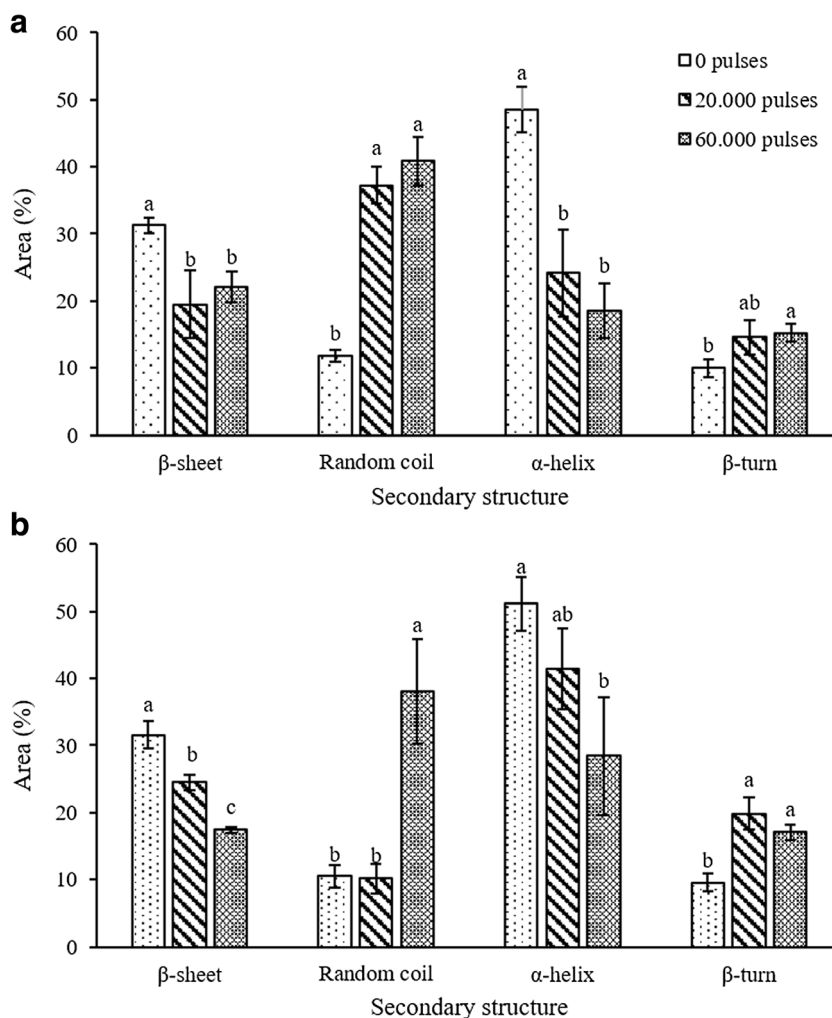 a
60
50
40
30
20
10
0
Area (%)
a
b
b
b
a
a
a
b
b
b
ab
a
0 pulses
20.000 pulses
60.000 pulses
β-sheet
Random coil
α-helix
β-turn
Secondary structure
b
60
50
40
30
20
10
0
Area (%)
a
b
c
b
b
a
a
ab
b
b
a
a
β-sheet
Random coil
α-helix
β-turn
Secondary structure